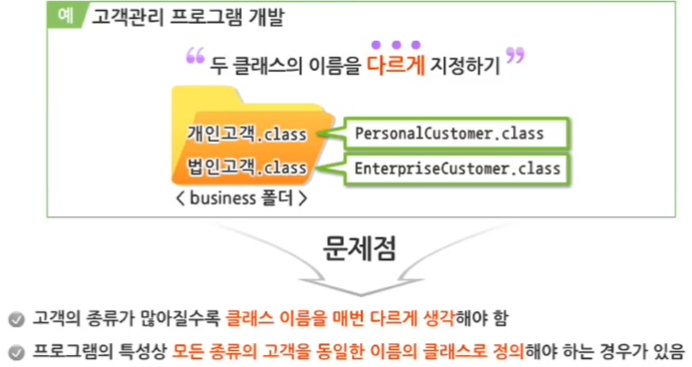 예 고객관리 프로그램 개발
“두 클래스의 이름을 다르게 지정하기”
개인고객.class PersonalCustomer.class
법인고객.class EnterpriseCustomer.class
< business 폴더 >
문제점
고객의 종류가 많아질수록 클래스 이름을 매번 다르게 생각해야 함
프로그램의 특성상 모든 종류의 고객을 동일한 이름의 클래스로 정의해야 하는 경우가 있음